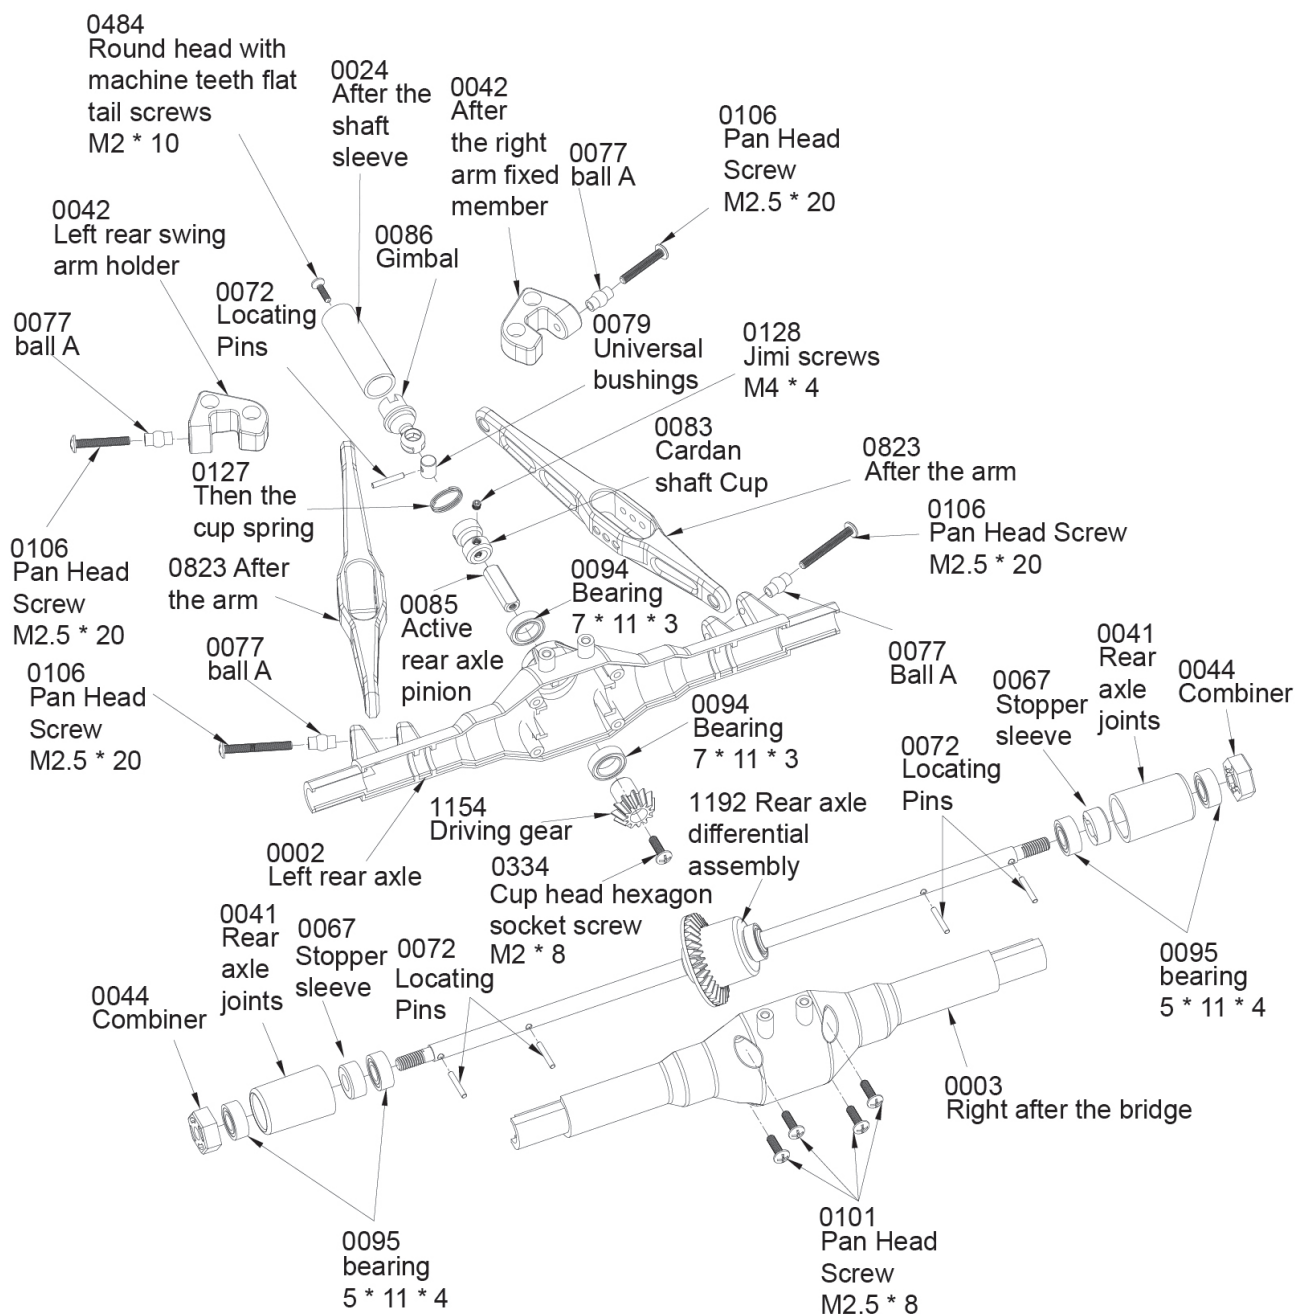 0484
Round head with
machine teeth flat
tail screws
M2 * 10
0024
After the
shaft
sleeve
0042
After
the right
arm fixed
member
0077
ball A
0106
Pan Head
Screw
M2.5 * 20
0042
Left rear swing
arm holder
0086
Gimbal
0072
Locating
Pins
0077
ball A
0079
Universal
bushings
0128
Jimi screws
M4 * 4
0083
Cardan
shaft Cup
0823
After the arm
0127
Then the
cup spring
0106
Pan Head Screw
M2.5 * 20
0106
Pan Head
Screw
M2.5 * 20
0823 After
the arm
0085
Active
rear axle
pinion
0094
Bearing
7 * 11 * 3
0077
ball A
0106
Pan Head
Screw
M2.5 * 20
0077
Ball A
0041
Rear
axle
joints
0044
Combiner
0067
Stopper
sleeve
0094
Bearing
7 * 11 * 3
0072
Locating
Pins
1154
Driving gear
1192 Rear axle
differential
assembly
0002
Left rear axle
0334
Cup head hexagon
socket screw
M2 * 8
0041
Rear
axle
joints
0067
Stopper
sleeve
0072
Locating
Pins
0044
Combiner
0095
bearing
5 * 11 * 4
0003
Right after the bridge
0095
bearing
5 * 11 * 4
0101
Pan Head
Screw
M2.5 * 8